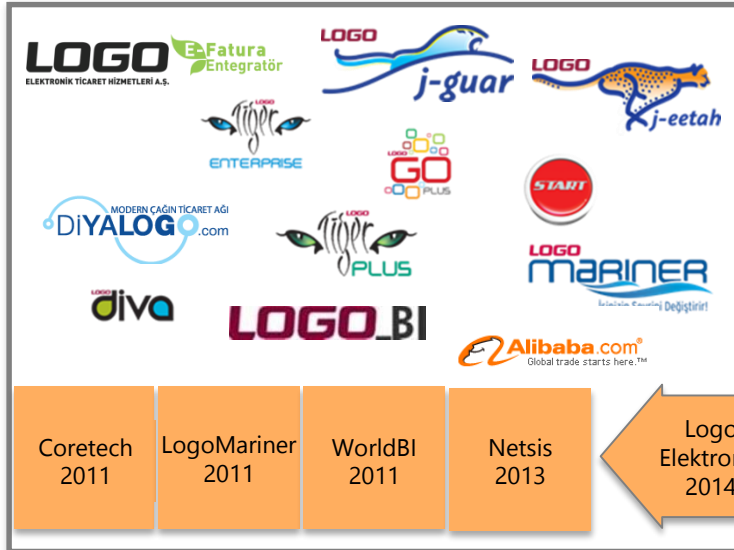 LOGO
ELEKTRONİK TİCARET HİZMETLERİ A.Ş.
E-Fatura
Entegratör
LOGO
j-guar
LOGO
j-eetah
LOGO
Tiger
ENTERPRISE
LOGO
GO
PLUS
START
MODERN ÇAĞIN TİCARET AĞI
DiYALOGO.com
LOGO
Tiger
PLUS
LOGO
MARINER
Değiştirir!
LOGO
diva
LOGO_BI
Alibaba.com®
Global trade starts here.™
Coretech
2011
LogoMariner
2011
WorldBI
2011
Netsis
2013
Logo
Elektron
2014